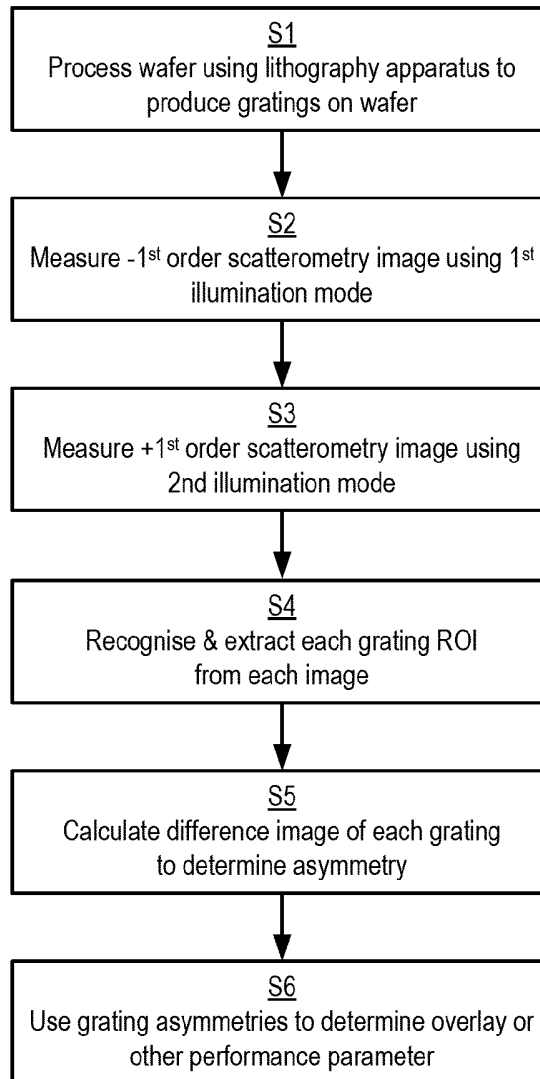 S1
Process wafer using lithography apparatus to
produce gratings on wafer
S2
Measure -1st order scatterometry image using 1st
illumination mode
S3
Measure +1st order scatterometry image using
2nd illumination mode
S4
Recognise & extract each grating ROI
from each image
S5
Calculate difference image of each grating
to determine asymmetry
S6
Use grating asymmetries to determine overlay or
other performance parameter